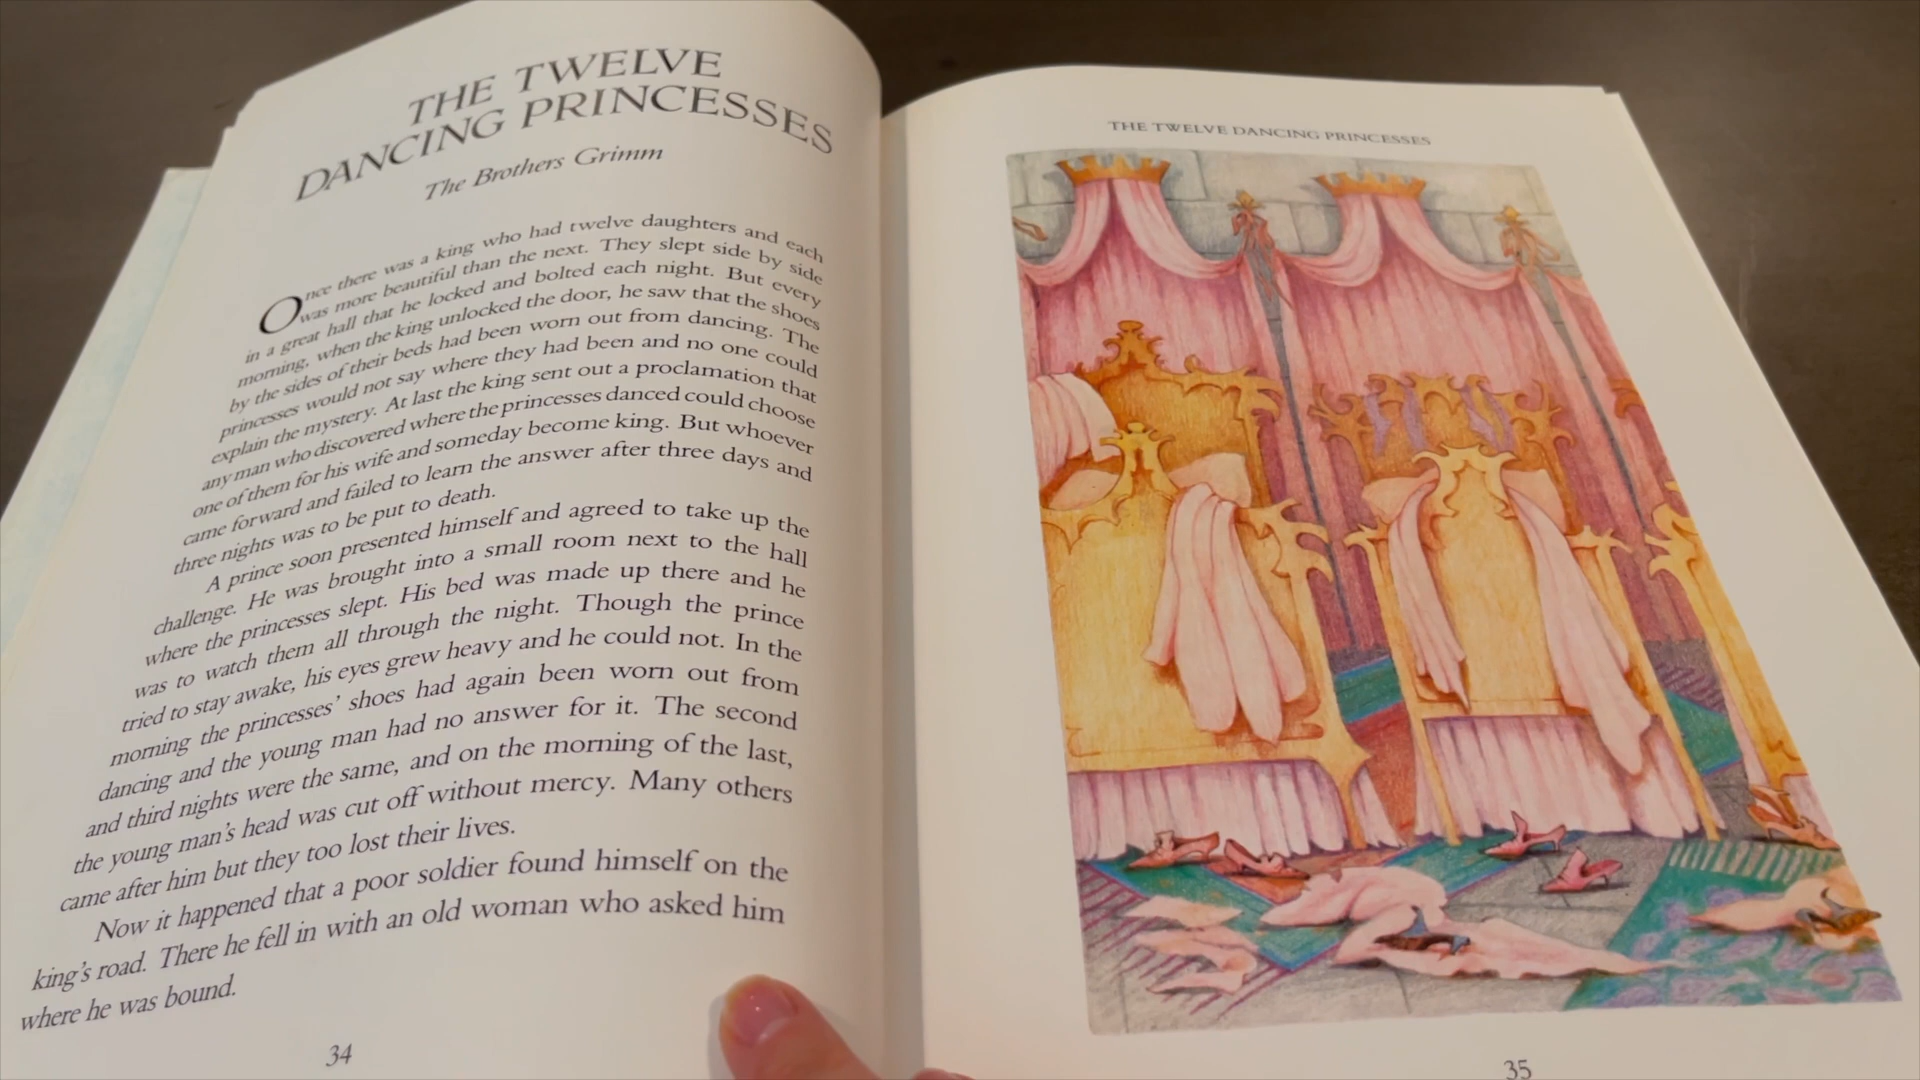 THE TWELVE
DANCING PRINCESSES
The Brothers Grimm
Once there was a king who had twelve daughters and each
was more beautiful than the next. They slept side by side
in a great hall that he locked and bolted each night. But every
morning, when the king unlocked the door, he saw that the shoes
by the sides of their beds had been worn out from dancing. The
princesses would not say where they had been and no one could
explain the mystery. At last the king sent out a proclamation that
any man who discovered where the princesses danced could choose
one of them for his wife and someday become king. But whoever
came forward and failed to learn the answer after three days and
three nights was to be put to death.
A prince soon presented himself and agreed to take up the
challenge. He was brought into a small room next to the hall
where the princesses slept. His bed was made up there and he
was to watch them all through the night. Though the prince
tried to stay awake, his eyes grew heavy and he could not. In the
morning the princesses' shoes had again been worn out from
dancing and the young man had no answer for it. The second
and third nights were the same, and on the morning of the last,
the young man's head was cut off without mercy. Many others
came after him but they too lost their lives.
Now it happened that a poor soldier found himself on the
king's road. There he fell in with an old woman who asked him
where he was bound.
34
THE TWELVE DANCING PRINCESSES
35